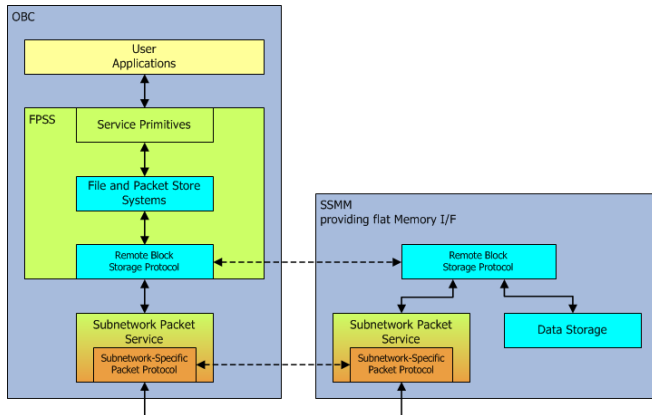 OBC
User
Applications
FPSS
Service Primitives
File and Packet Store
Systems
SSMM
providing flat Memory I/F
Remote Block
Storage Protocol
Remote Block
Storage Protocol
Subnetwork Packet
Service
Subnetwork-Specific
Packet Protocol
Subnetwork Packet
Service
Subnetwork-Specific
Packet Protocol
Data Storage